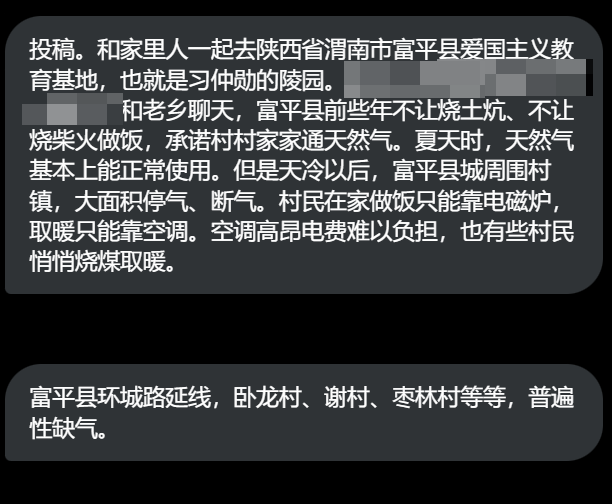 投稿。和家里人一起去陕西省渭南市富平县爱国主义教
育基地，也就是习仲勋的陵园。
和老乡聊天，富平县前些年不让烧土炕、不让
烧柴火做饭，承诺村村家家通天然气。夏天时，天然气
基本上能正常使用。但是天冷以后，富平县城周围村
镇，大面积停气、断气。村民在家做饭只能靠电磁炉，
取暖只能靠空调。空调高昂电费难以负担，也有些村民
悄悄烧煤取暖。
富平县环城路延线，卧龙村、谢村、枣林村等等，普遍
性缺气。